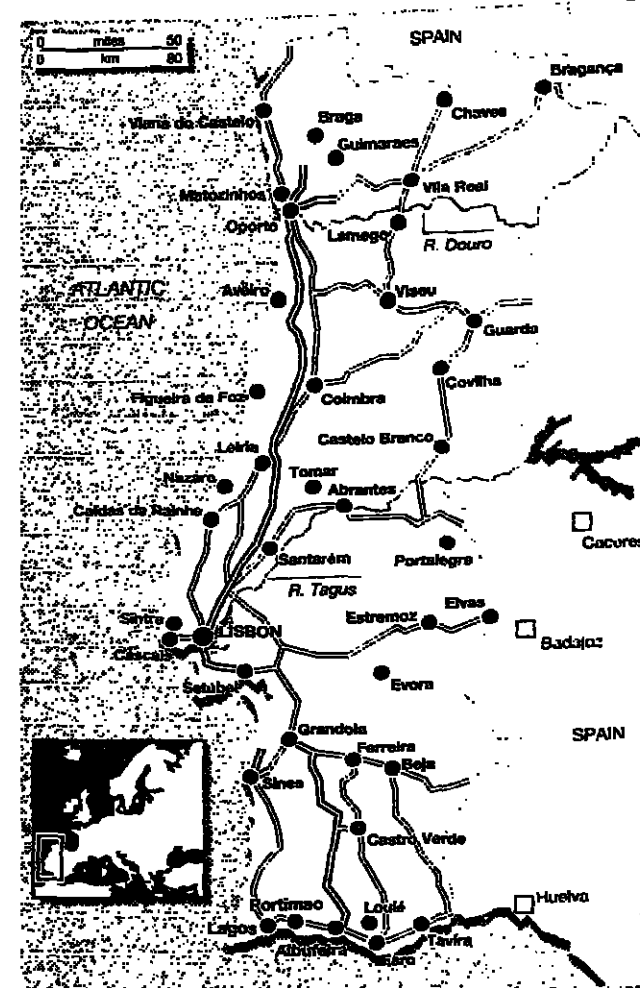 0 miles 50
0 km 80
SPAIN
Bragança
Chaves
Viana do Castelo
Braga
Guimaraes
Matozinhos
Vila Real
Oporto
Lamego
R. Douro
ATLANTIC
OCEAN
Aveiro
Viseu
Guarda
Covilha
Figueira da Foz
Coimbra
Castelo Branco
Leiria
Nazare
Tomar
Abrantes
Caldas da Rainha
Caceres
Santarém
Portalegre
R. Tagus
Sintra
LISBON
Estremoz
Elvas
Badajoz
Cascais
Setúbal
Evora
Grandola
SPAIN
Ferreira
Beja
Sines
Castro Verde
Huelva
Portimao
Loulé
Lagos
Tavira
Albufeira
Faro